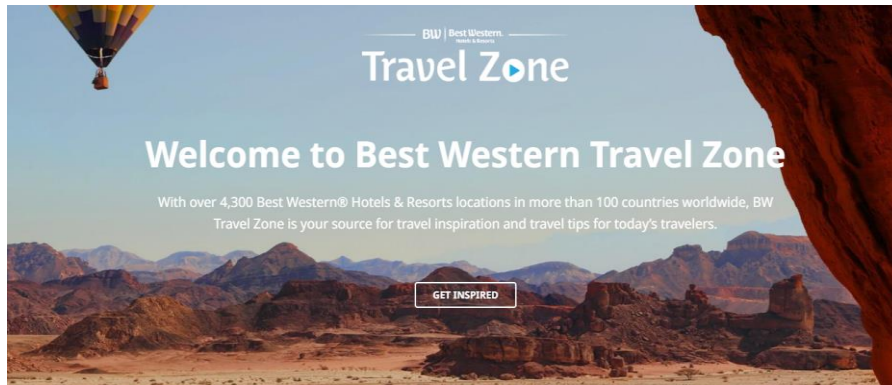 BW Best Western.
Hotels & Resorts
Travel Zone
Welcome to Best Western Travel Zone
With over 4,300 Best Western® Hotels & Resorts locations in more than 100 countries worldwide, BW
Travel Zone is your source for travel inspiration and travel tips for today's travelers.
GET INSPIRED